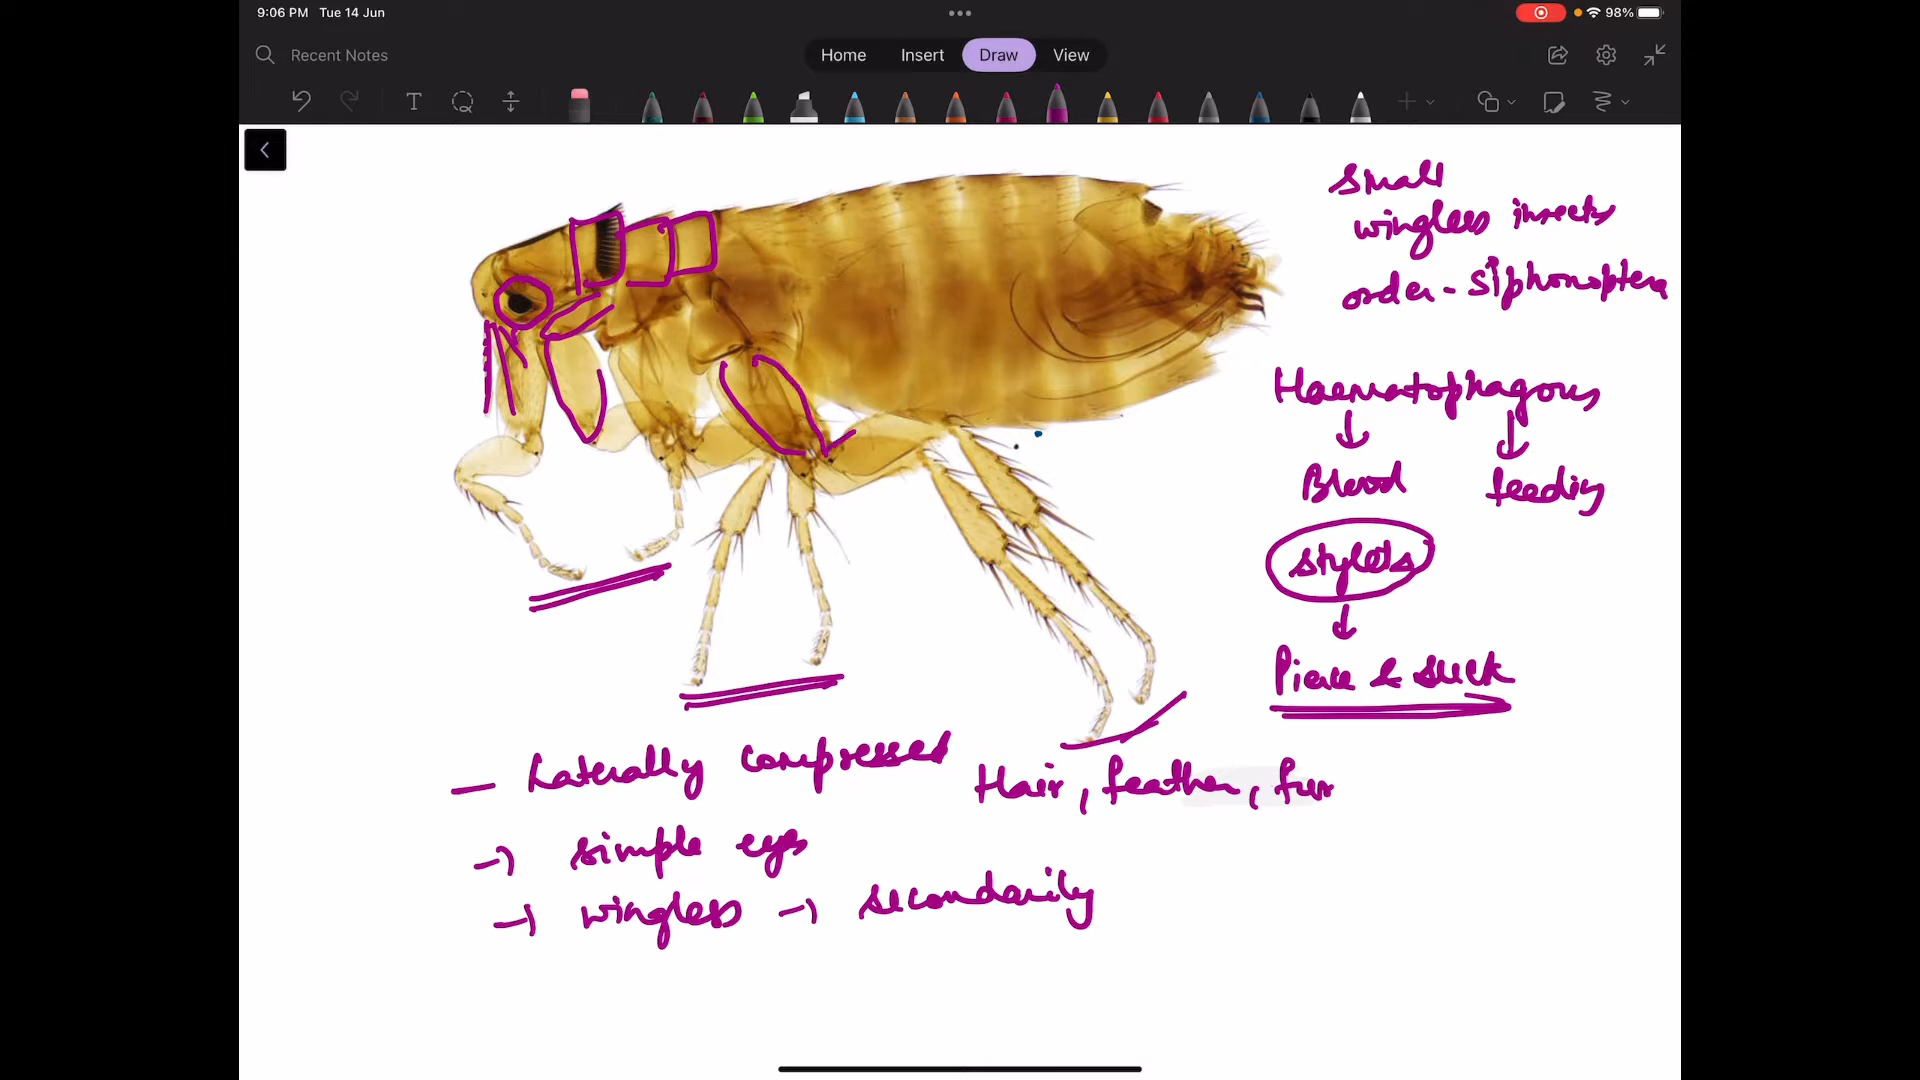 9:06 PM Tue 14 Jun
98%
Recent Notes
Home Insert Draw View
Small
wingless insects
order - Siphonoptera
Haematophagous
Blood feeding
stylets
Pierce & suck
Laterally compressed
Hair, feather, fur
simple eyes
wingless → secondarily